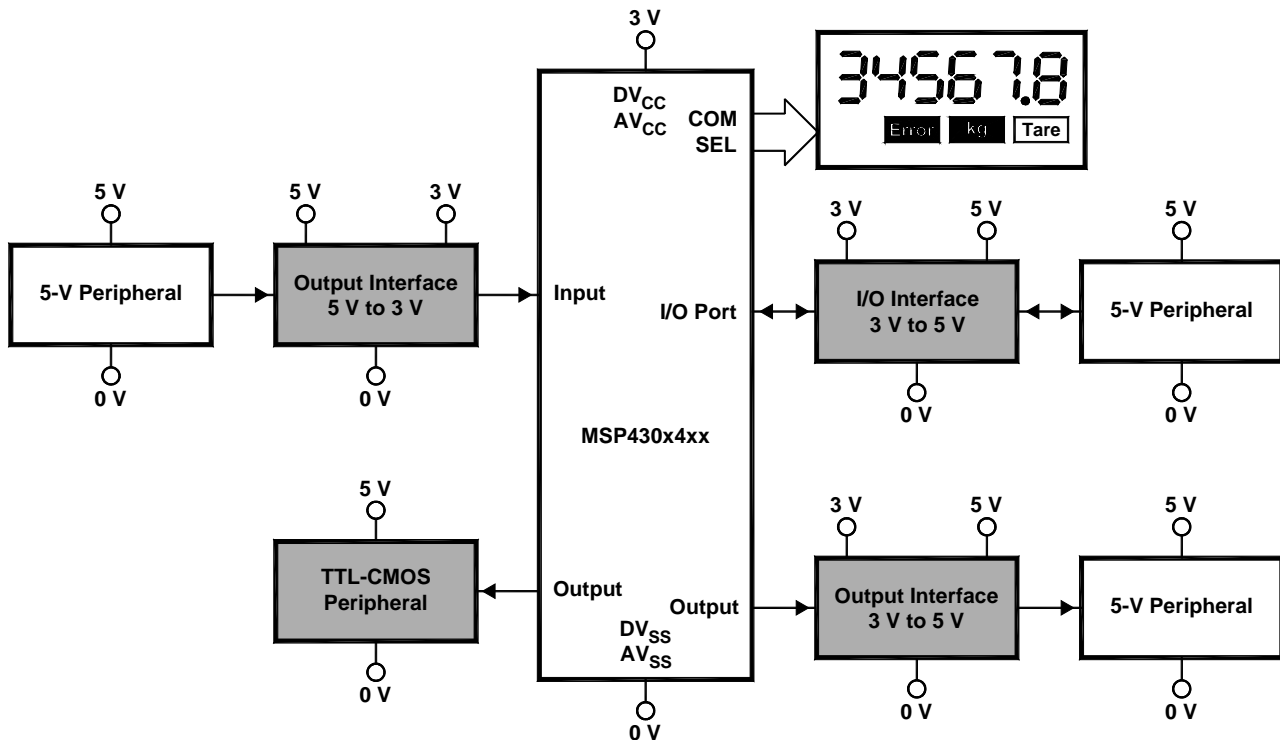 3 V
34567.8
DVCC
AVCC
COM
SEL
Error kg Tare
5 V
5 V
3 V
3 V
5 V
5 V
5-V Peripheral
Output Interface
5 V to 3 V
Input
I/O Port
I/O Interface
3 V to 5 V
5-V Peripheral
0 V
0 V
0 V
0 V
MSP430x4xx
5 V
3 V
5 V
5 V
TTL-CMOS
Peripheral
Output
Output
Output Interface
3 V to 5 V
5-V Peripheral
DVSS
AVSS
0 V
0 V
0 V
0 V